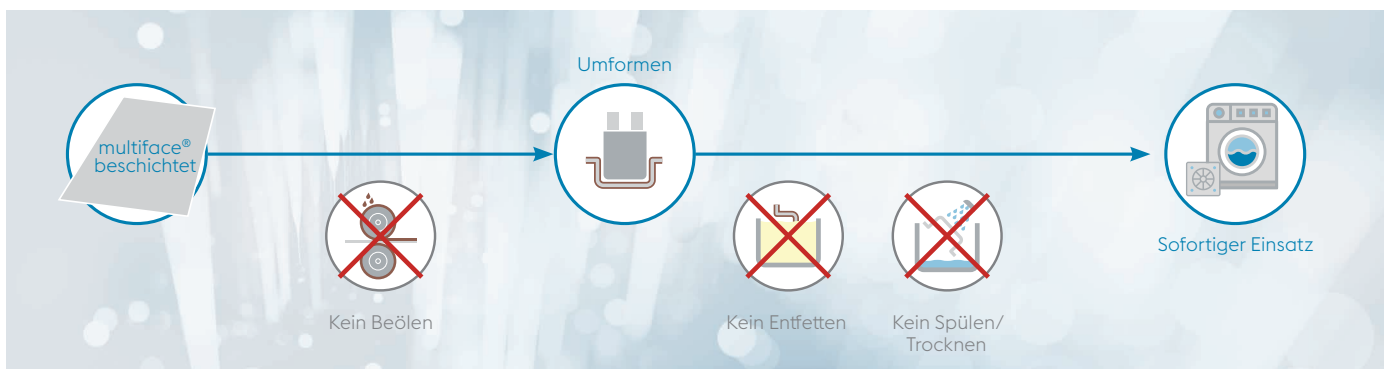 multiface®
beschichtet
Kein Beölen
Umformen
Kein Entfetten
Kein Spülen/
Trocknen
Sofortiger Einsatz